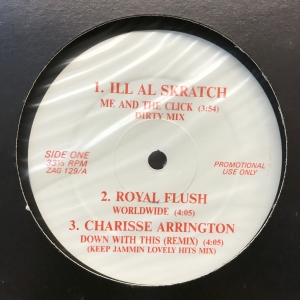 1. ILL AL SKRATCH
ME AND THE CLICK (3:54)
DIRTY MIX
SIDE ONE
33⅓ RPM
ZAG 129/A
PROMOTIONAL
USE ONLY
2. ROYAL FLUSH
WORLDWIDE (4:05)
3. CHARISSE ARRINGTON
DOWN WITH THIS (REMIX) (4:05)
(KEEP JAMMIN LOVELY HITS MIX)